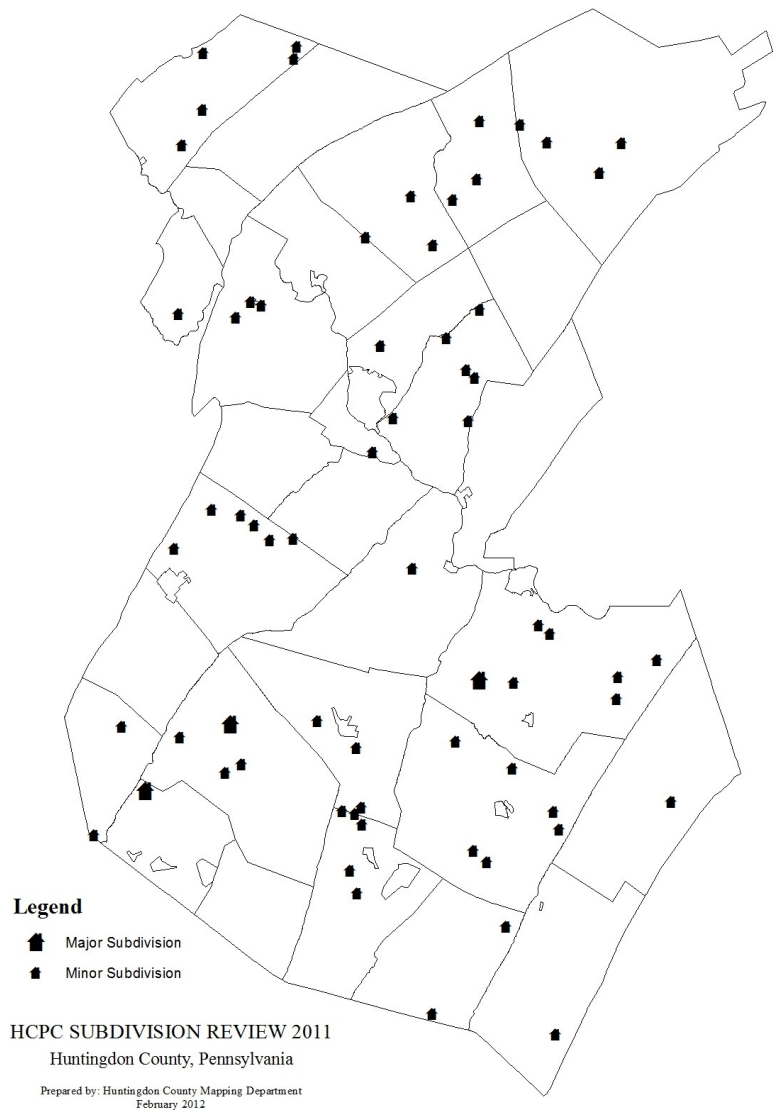 Legend
Major Subdivision
Minor Subdivision
HCPC SUBDIVISION REVIEW 2011
Huntingdon County, Pennsylvania
Prepared by: Huntingdon County Mapping Department
February 2012